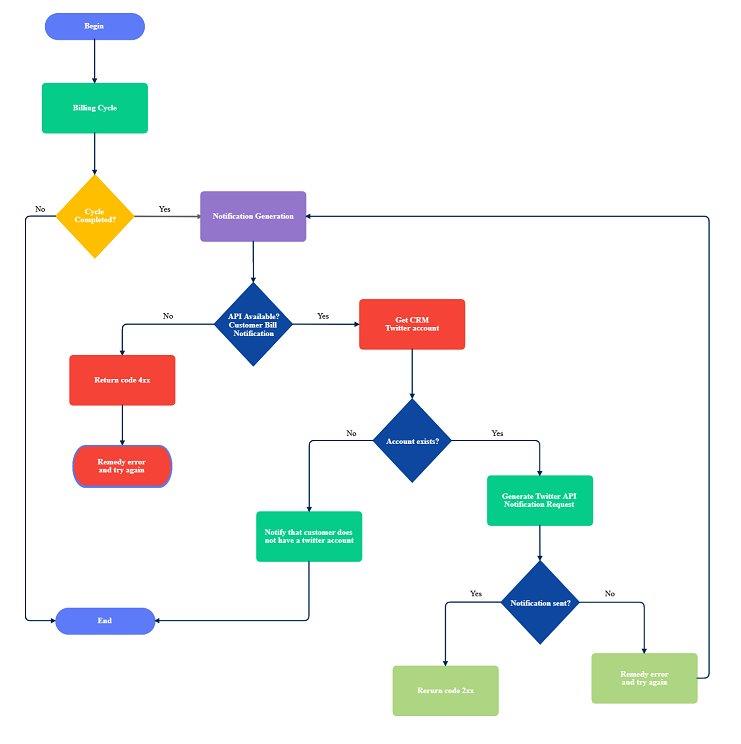 Begin
Billing Cycle
Cycle
Completed?
No
Yes
Notification Generation
API Available?
Customer Bill
Notification
No
Yes
Get CRM
Twitter account
Return code 4xx
Remedy error
and try again
Account exists?
No
Yes
Generate Twitter API
Notification Request
Notify that customer does
not have a twitter account
Notification sent?
Yes
No
End
Remedy error
and try again
Rerurn code 2xx